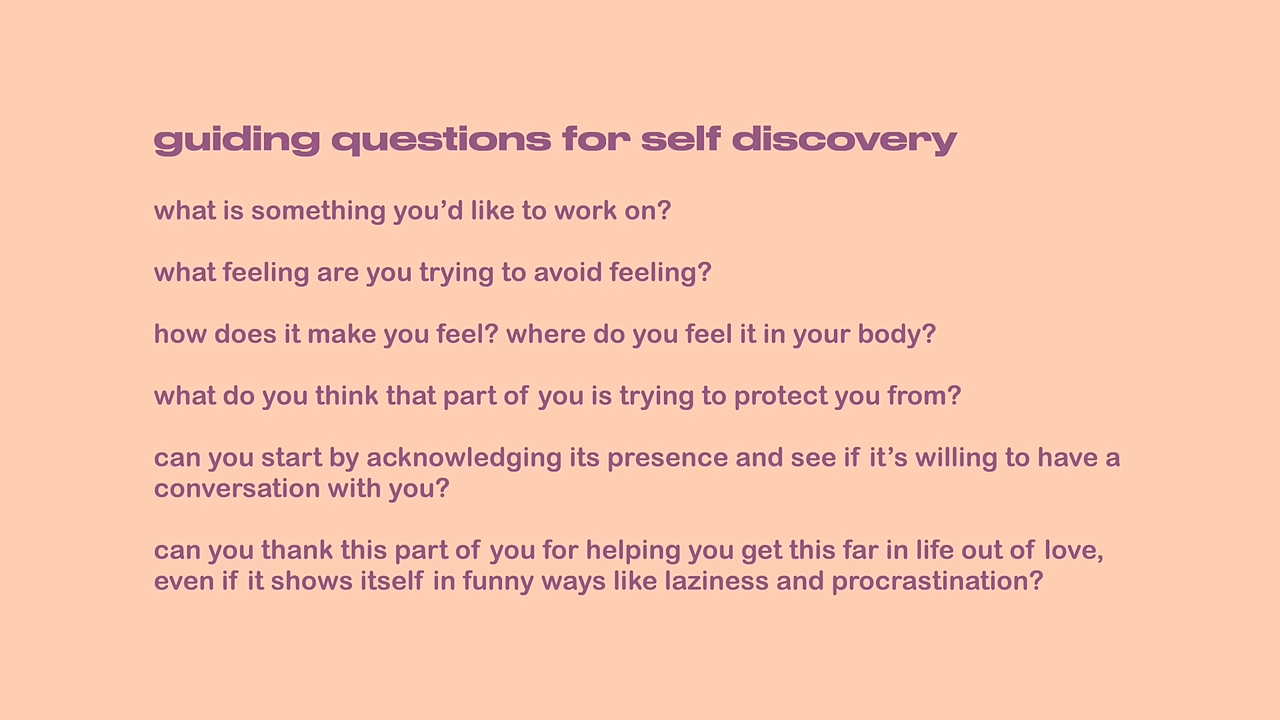 guiding questions for self discovery
what is something you’d like to work on?
what feeling are you trying to avoid feeling?
how does it make you feel? where do you feel it in your body?
what do you think that part of you is trying to protect you from?
can you start by acknowledging its presence and see if it’s willing to have a
conversation with you?
can you thank this part of you for helping you get this far in life out of love,
even if it shows itself in funny ways like laziness and procrastination?